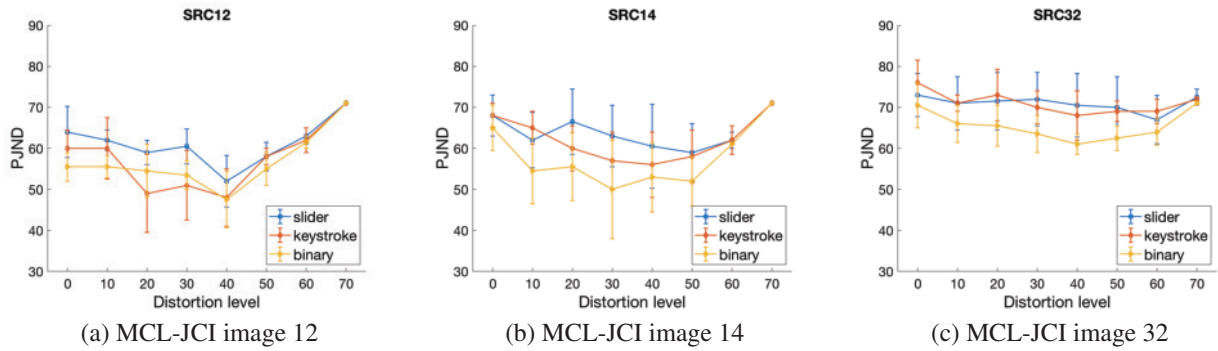 SRC12
90
80
70
60
50
40
30
PJND
0 10 20 30 40 50 60 70
Distortion level
slider
keystroke
binary
(a) MCL-JCI image 12
SRC14
90
80
70
60
50
40
30
PJND
0 10 20 30 40 50 60 70
Distortion level
slider
keystroke
binary
(b) MCL-JCI image 14
SRC32
90
80
70
60
50
40
30
PJND
0 10 20 30 40 50 60 70
Distortion level
slider
keystroke
binary
(c) MCL-JCI image 32